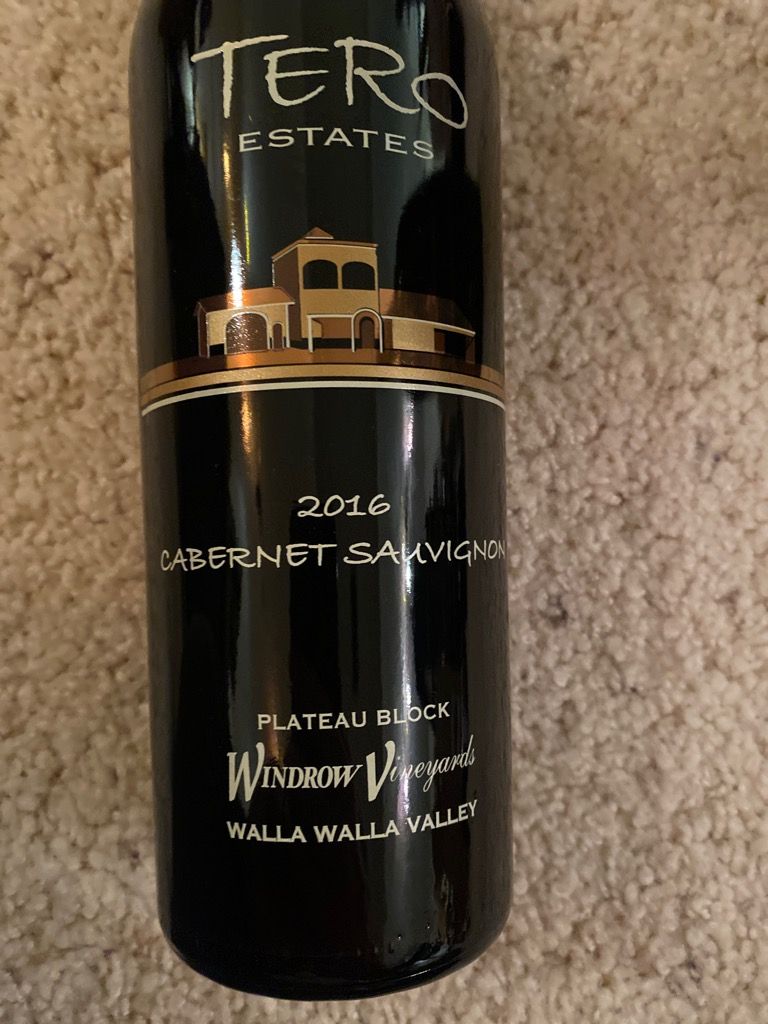 TERO
ESTATES
2016
CABERNET SAUVIGNON
PLATEAU BLOCK
WINDROW Vineyards
WALLA WALLA VALLEY